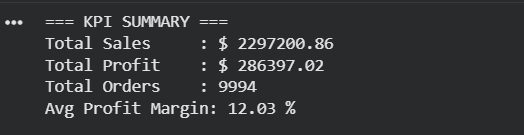 === KPI SUMMARY ===
Total Sales     : $ 2297200.86
Total Profit    : $ 286397.02
Total Orders    : 9994
Avg Profit Margin: 12.03 %